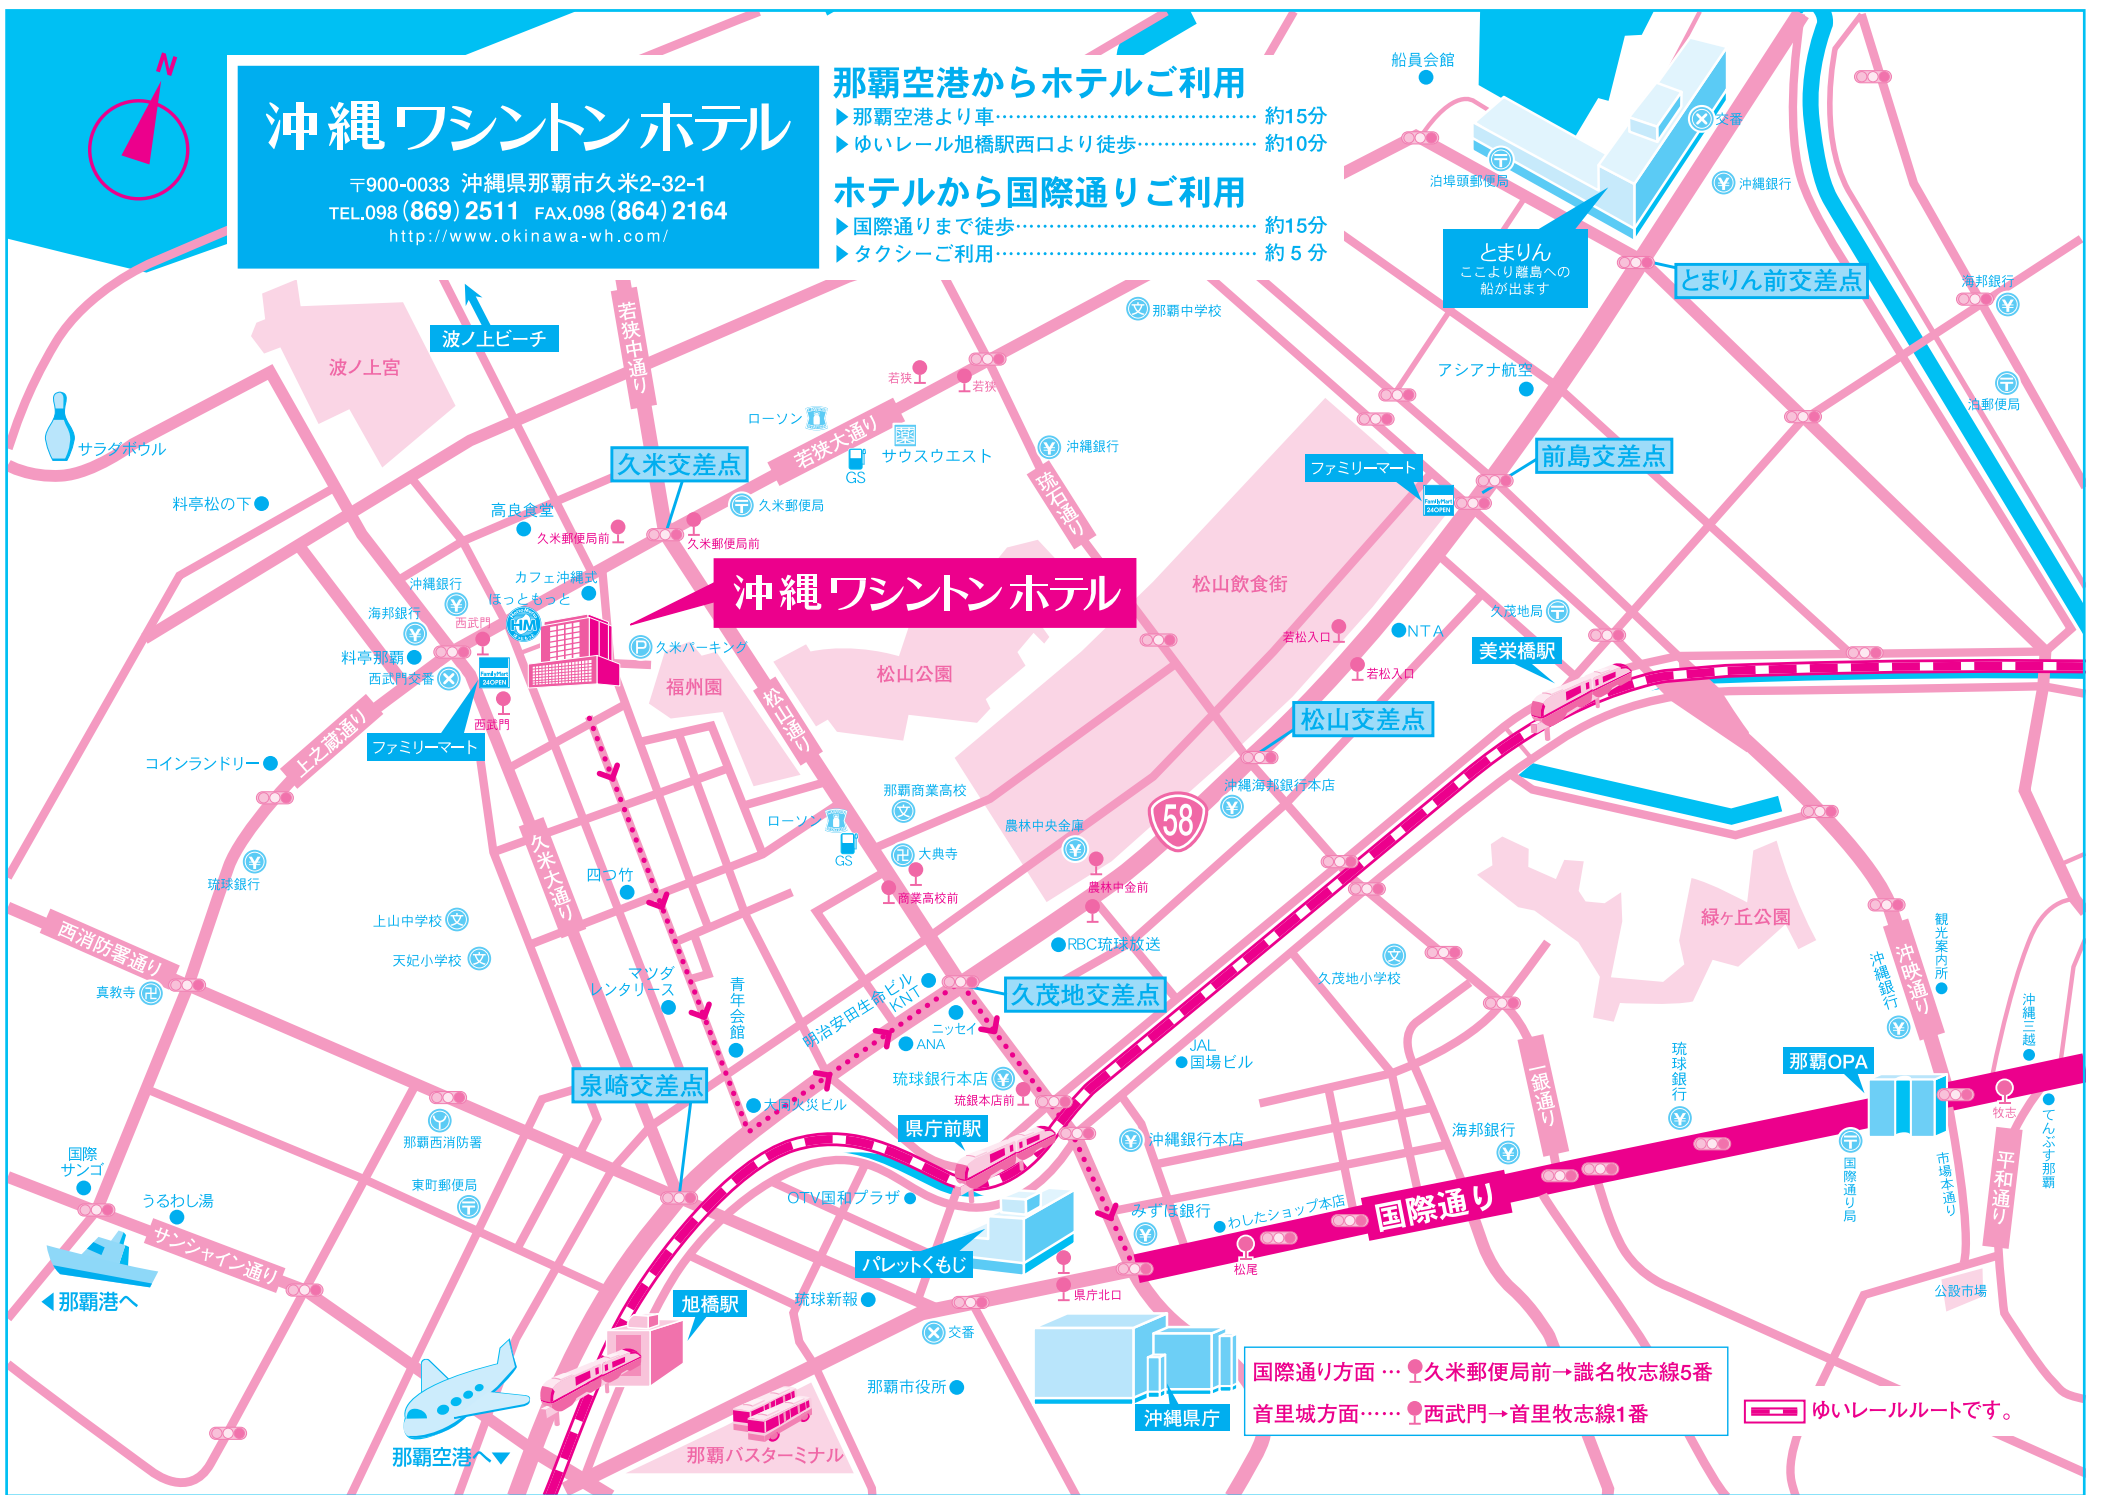 N
沖縄ワシントンホテル
〒900-0033 沖縄県那覇市久米2-32-1
TEL.098(869)2511 FAX.098(864)2164
http://www.okinawa-wh.com/
那覇空港からホテルご利用
▶那覇空港より車…………………………… 約15分
▶ゆいレール旭橋駅西口より徒歩…………… 約10分
ホテルから国際通りご利用
▶国際通りまで徒歩………………………… 約15分
▶タクシーご利用…………………………… 約5分
船員会館
交番
泊埠頭郵便局
沖縄銀行
とまりん
ここより離島への
船が出ます
とまりん前交差点
海邦銀行
泊郵便局
アシアナ航空
前島交差点
ファミリーマート
FamilyMart
24OPEN
那覇中学校
波ノ上ビーチ
波ノ上宮
若狭中通り
若狭
若狭
ローソン
若狭大通り
サウスウエスト
薬
GS
沖縄銀行
琉石通り
サラダボウル
料亭松の下
久米交差点
高良食堂
久米郵便局
久米郵便局前
久米郵便局前
沖縄ワシントンホテル
カフェ沖縄式
ほっともっと
HM
沖縄銀行
海邦銀行
西武門
料亭那覇
西武門交番
FamilyMart
24OPEN
西武門
ファミリーマート
久米パーキング
福州園
松山通り
松山公園
松山飲食街
若松入口
若松入口
NTA
久茂地局
美栄橋駅
松山交差点
沖縄海邦銀行本店
58
上之蔵通り
コインランドリー
琉球銀行
久米大通り
四つ竹
上山中学校
天妃小学校
西消防署通り
真教寺
那覇商業高校
ローソン
GS
大典寺
商業高校前
農林中央金庫
農林中金前
RBC琉球放送
久茂地交差点
マツダ
レンタリース
青年会館
明治安田生命ビル
KNT
ニッセイ
ANA
琉球銀行本店
琉銀本店前
大同火災ビル
泉崎交差点
県庁前駅
JAL
国場ビル
久茂地小学校
緑ヶ丘公園
沖映通り
観光案内所
沖縄銀行
沖縄三越
那覇OPA
牧志
てんぶす那覇
平和通り
市場本通り
国際通り局
公設市場
琉球銀行
一銀通り
海邦銀行
国際通り
沖縄銀行本店
みずほ銀行
わしたショップ本店
松尾
那覇西消防署
東町郵便局
国際
サンゴ
うるわし湯
サンシャイン通り
◀那覇港へ
OTV国和プラザ
パレットくもじ
県庁北口
琉球新報
交番
旭橋駅
那覇市役所
那覇バスターミナル
那覇空港へ▼
沖縄県庁
国際通り方面…久米郵便局前→識名牧志線5番
首里城方面……西武門→首里牧志線1番
ゆいレールルートです。